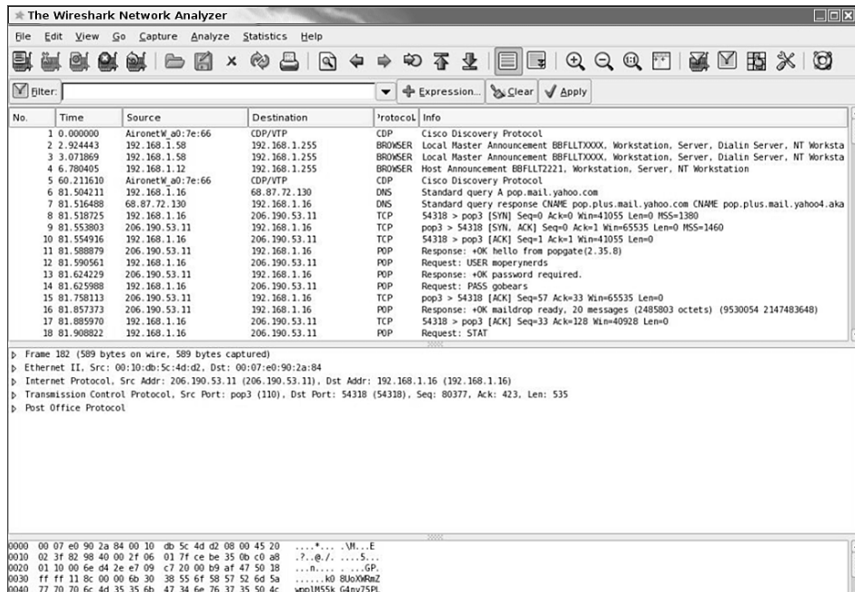 The Wireshark Network Analyzer
File Edit View Go Capture Analyze Statistics Help
Filter: Expression... Clear Apply
No. Time Source Destination Protocol Info
1 0.000000 AironetW_a0:7e:66 CDP/VTP CDP Cisco Discovery Protocol
2 2.924443 192.168.1.58 192.168.1.255 BROWSER Local Master Announcement BBFLLTXXXX, Workstation, Server, Dialin Server, NT Worksta
3 3.071869 192.168.1.58 192.168.1.255 BROWSER Local Master Announcement BBFLLTXXXX, Workstation, Server, Dialin Server, NT Worksta
4 6.780405 192.168.1.12 192.168.1.255 BROWSER Host Announcement BBFLLT2221, Workstation, Server, NT Workstation
5 60.211610 AironetW_a0:7e:66 CDP/VTP CDP Cisco Discovery Protocol
6 81.504211 192.168.1.16 68.87.72.130 DNS Standard query A pop.mail.yahoo.com
7 81.516488 68.87.72.130 192.168.1.16 DNS Standard query response CNAME pop.plus.mail.yahoo.com CNAME pop.plus.mail.yahoo4.aka
8 81.518725 192.168.1.16 206.190.53.11 TCP 54318 > pop3 [SYN] Seq=0 Ack=0 Win=41055 Len=0 MSS=1380
9 81.553803 206.190.53.11 192.168.1.16 TCP pop3 > 54318 [SYN, ACK] Seq=0 Ack=1 Win=65535 Len=0 MSS=1460
10 81.554916 192.168.1.16 206.190.53.11 TCP 54318 > pop3 [ACK] Seq=1 Ack=1 Win=41055 Len=0
11 81.588879 206.190.53.11 192.168.1.16 POP Response: +OK hello from popgate(2.35.8)
12 81.590561 192.168.1.16 206.190.53.11 POP Request: USER moperynerds
13 81.624229 206.190.53.11 192.168.1.16 POP Response: +OK password required.
14 81.625988 192.168.1.16 206.190.53.11 POP Request: PASS gobears
15 81.758113 206.190.53.11 192.168.1.16 TCP pop3 > 54318 [ACK] Seq=57 Ack=33 Win=65535 Len=0
16 81.857373 206.190.53.11 192.168.1.16 POP Response: +OK maildrop ready, 20 messages (2485803 octets) (9530054 2147483648)
17 81.885970 192.168.1.16 206.190.53.11 TCP 54318 > pop3 [ACK] Seq=33 Ack=128 Win=40928 Len=0
18 81.908822 192.168.1.16 206.190.53.11 POP Request: STAT
Frame 182 (589 bytes on wire, 589 bytes captured)
Ethernet II, Src: 00:10:db:5c:4d:d2, Dst: 00:07:e0:90:2a:84
Internet Protocol, Src Addr: 206.190.53.11 (206.190.53.11), Dst Addr: 192.168.1.16 (192.168.1.16)
Transmission Control Protocol, Src Port: pop3 (110), Dst Port: 54318 (54318), Seq: 80377, Ack: 423, Len: 535
Post Office Protocol
0000 00 07 e0 90 2a 84 00 10 db 5c 4d d2 08 00 45 20 ....*... .\M...E
0010 02 3f 82 98 40 00 2f 06 01 7f ce be 35 0b c0 a8 .?..@./. ....5...
0020 01 10 00 6e d4 2e e7 09 c7 20 00 b9 af 47 50 18 ...n.... . ...GP.
0030 ff ff 11 8c 00 00 6b 30 38 55 6f 58 57 52 6d 5a ......k0 8UoXWRmZ
0040 77 70 70 6c 4d 35 35 6b 47 34 6e 76 37 35 50 4c wpplM55k G4nv75PL